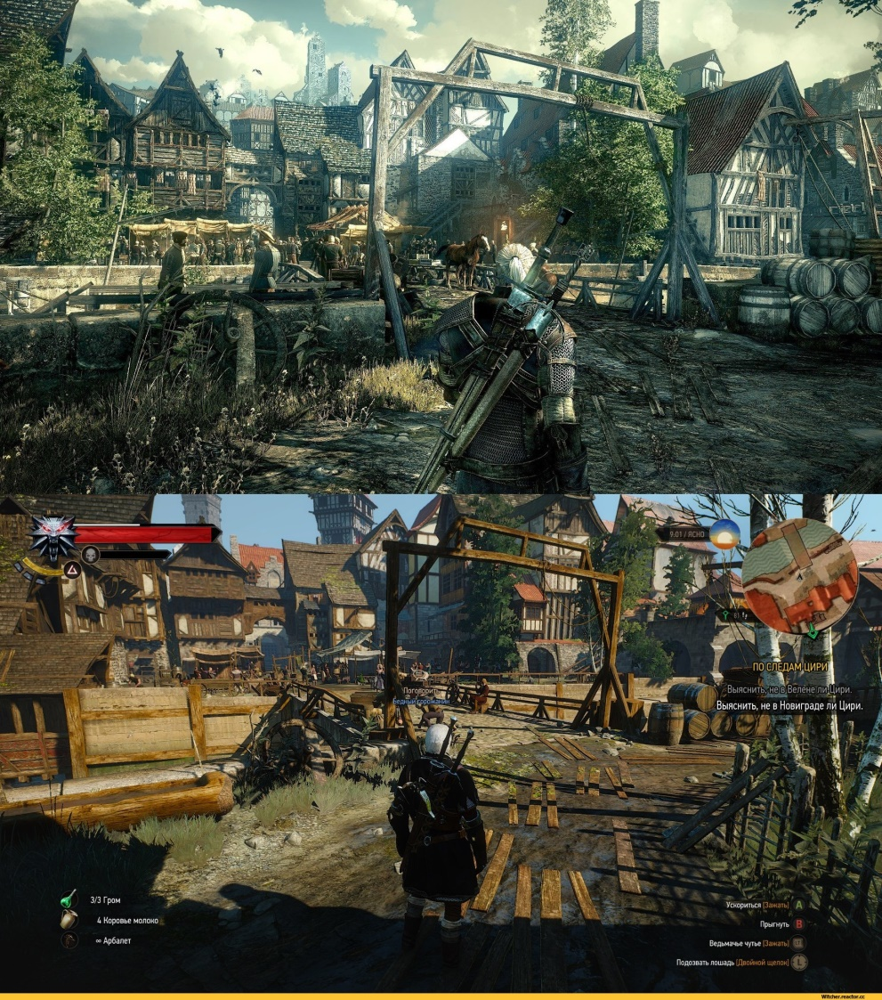 9:01 / ЯСНО
81
ПО СЛЕДАМ ЦИРИ
Выяснить, не в Велене ли Цири.
Выяснить, не в Новиграде ли Цири.
Поговорить
Бедный горожанин
3/3 Гром
4 Коровье молоко
∞ Арбалет
Ускориться [Зажать] A
Прыгнуть B
Ведьмачье чутье [Зажать]
Подозвать лошадь [Двойной щелок] L
Witcher.reactor.cc